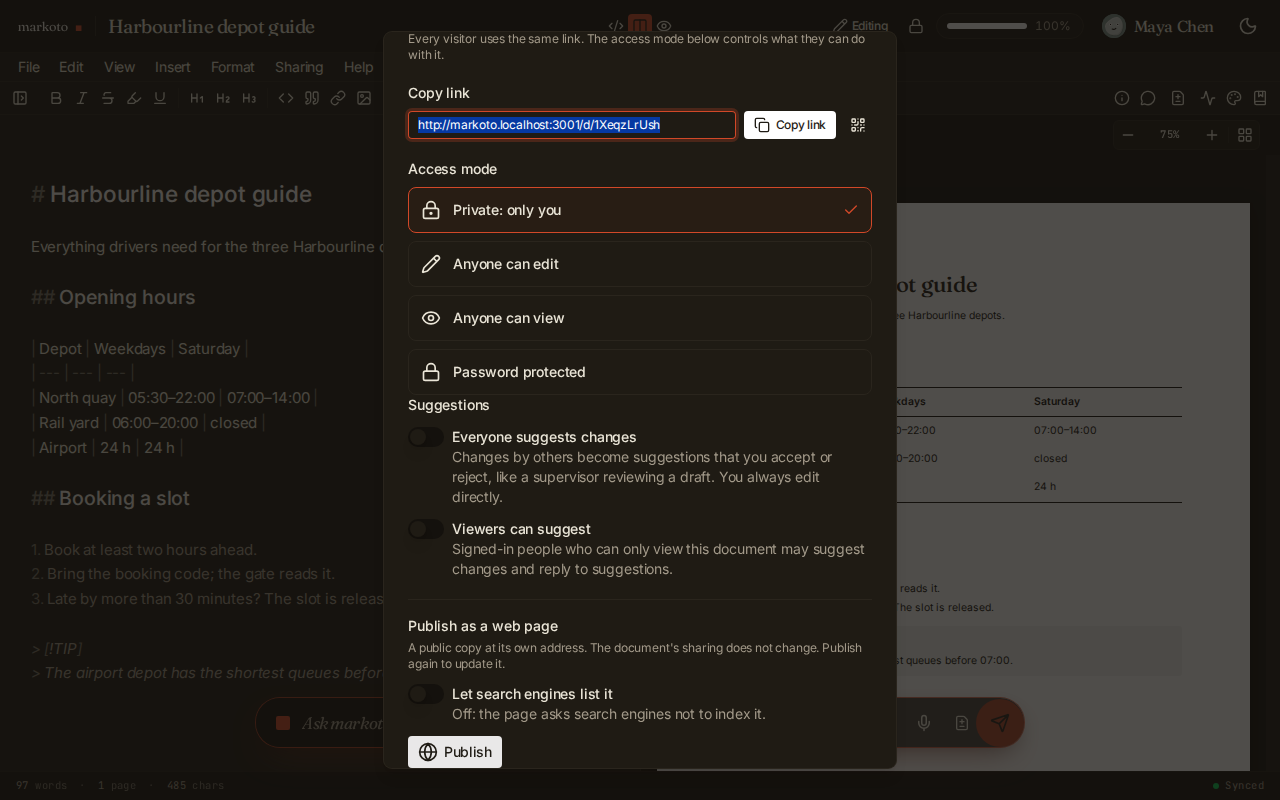 markoto
Harbourline depot guide
Editing
100%
Maya Chen
File Edit View Insert Format Sharing Help
H1 H2 H3
75%
# Harbourline depot guide
Everything drivers need for the three Harbourline
## Opening hours
| Depot | Weekdays | Saturday |
| --- | --- | --- |
| North quay | 05:30–22:00 | 07:00–14:00 |
| Rail yard | 06:00–20:00 | closed |
| Airport | 24 h | 24 h |
## Booking a slot
1. Book at least two hours ahead.
2. Bring the booking code; the gate reads it.
3. Late by more than 30 minutes? The slot is releas
> [!TIP]
> The airport depot has the shortest queues befor
Ask markot
Every visitor uses the same link. The access mode below controls what they can do
with it.
Copy link
http://markoto.localhost:3001/d/1XeqzLrUsh
Copy link
Access mode
Private: only you
Anyone can edit
Anyone can view
Password protected
Suggestions
Everyone suggests changes
Changes by others become suggestions that you accept or
reject, like a supervisor reviewing a draft. You always edit
directly.
Viewers can suggest
Signed-in people who can only view this document may suggest
changes and reply to suggestions.
Publish as a web page
A public copy at its own address. The document's sharing does not change. Publish
again to update it.
Let search engines list it
Off: the page asks search engines not to index it.
Publish
ot guide
ee Harbourline depots.
kdays Saturday
0–22:00 07:00–14:00
0–20:00 closed
24 h
reads it.
The slot is released.
st queues before 07:00.
97 words · 1 page · 485 chars
Synced